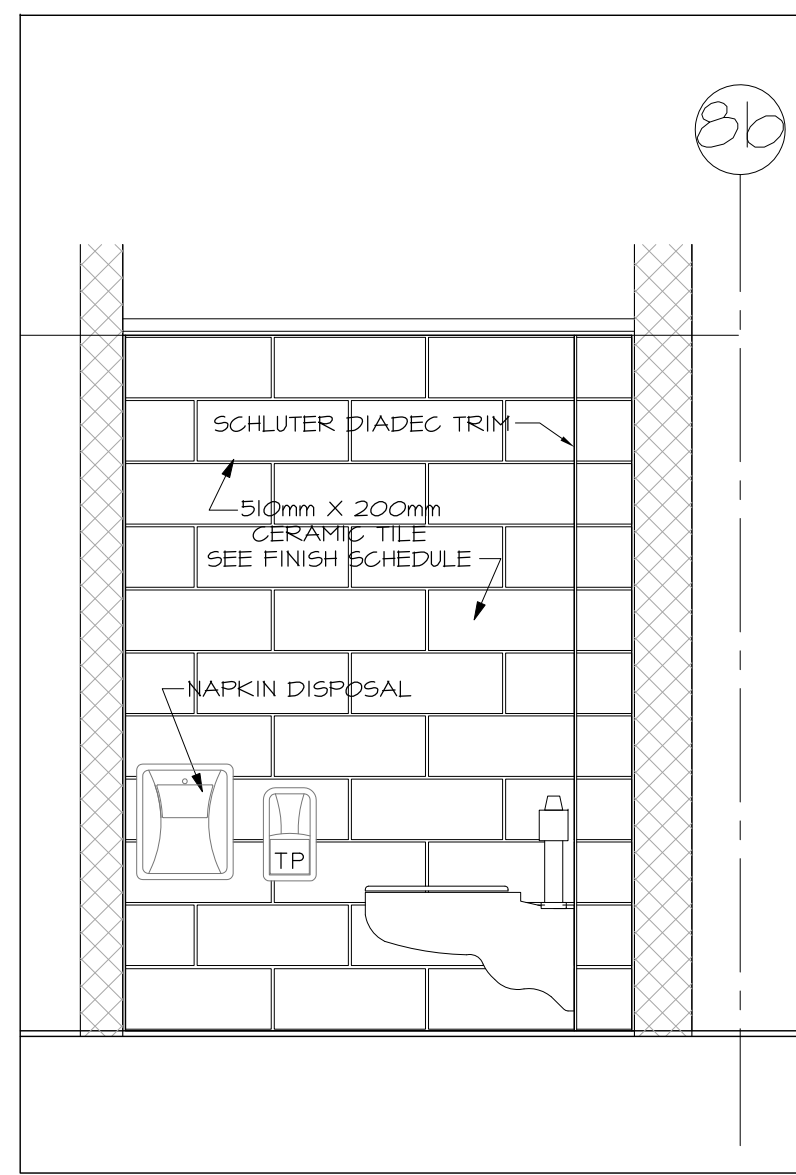 8b
SCHLUTER DIADEC TRIM
510mm X 200mm
CERAMIC TILE
SEE FINISH SCHEDULE
NAPKIN DISPOSAL
TP